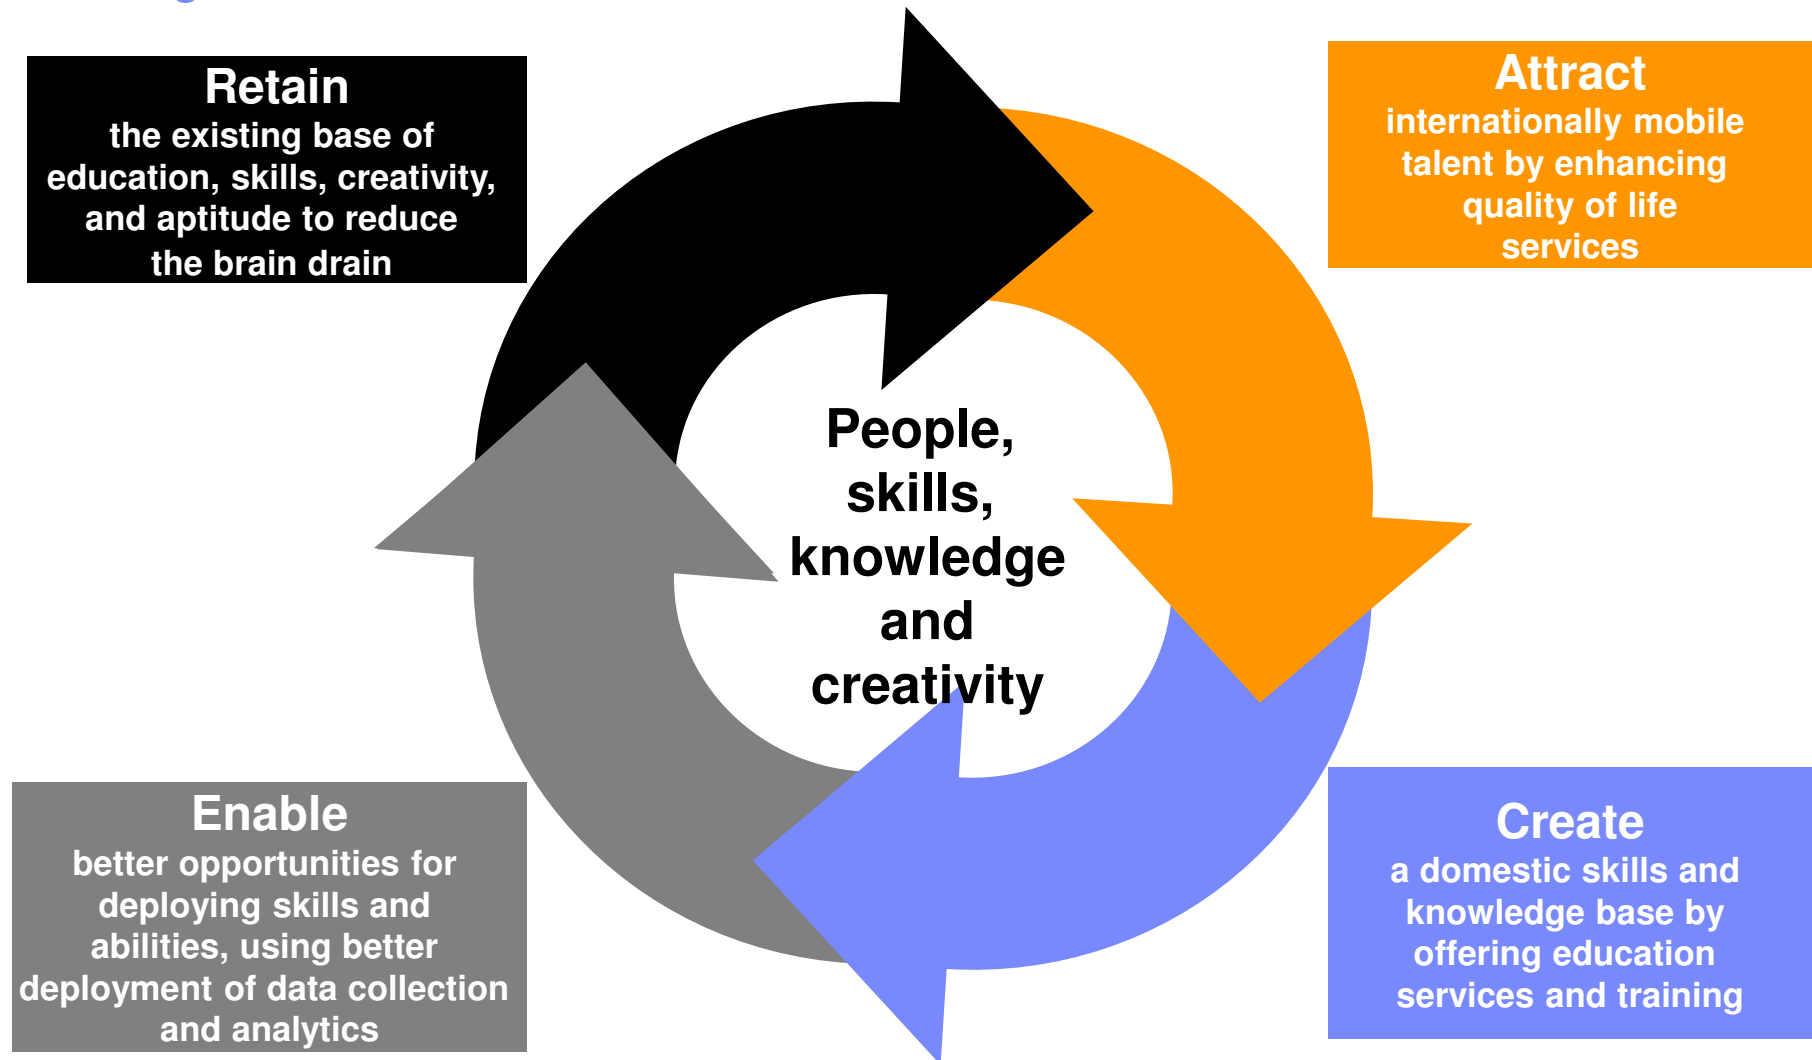 Retain
the existing base of
education, skills, creativity,
and aptitude to reduce
the brain drain
Attract
internationally mobile
talent by enhancing
quality of life
services
People,
skills,
knowledge
and
creativity
Enable
better opportunities for
deploying skills and
abilities, using better
deployment of data collection
and analytics
Create
a domestic skills and
knowledge base by
offering education
services and training